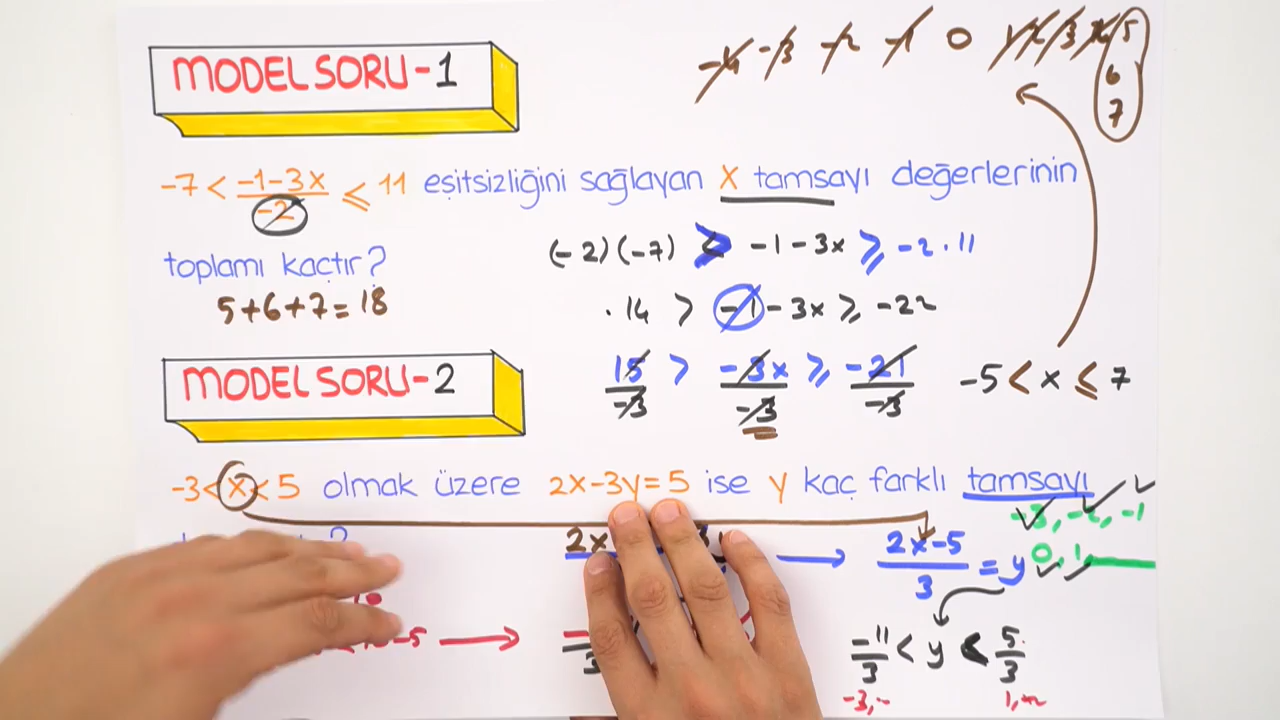 -4 -3 -2 -1 0 1 2 3 4 5
6
7
MODEL SORU-1
-7 < (-1-3x)/(-2) ≤ 11 eşitsizliğini sağlayan x tamsayı değerlerinin
toplamı kaçtır?
5+6+7=18
(-2)(-7) > -1-3x ≥ -2·11
·14 > -1-3x ≥ -22
15/-3 > -3x/-3 ≥ -21/-3
-5 < x ≤ 7
MODEL SORU-2
-3<x<5 olmak üzere 2x-3y=5 ise y kaç farklı tamsayı
-3, -2, -1
0, 1
2x
(2x-5)/3 = y
-11/3 < y < 5/3
-3,-
1,-